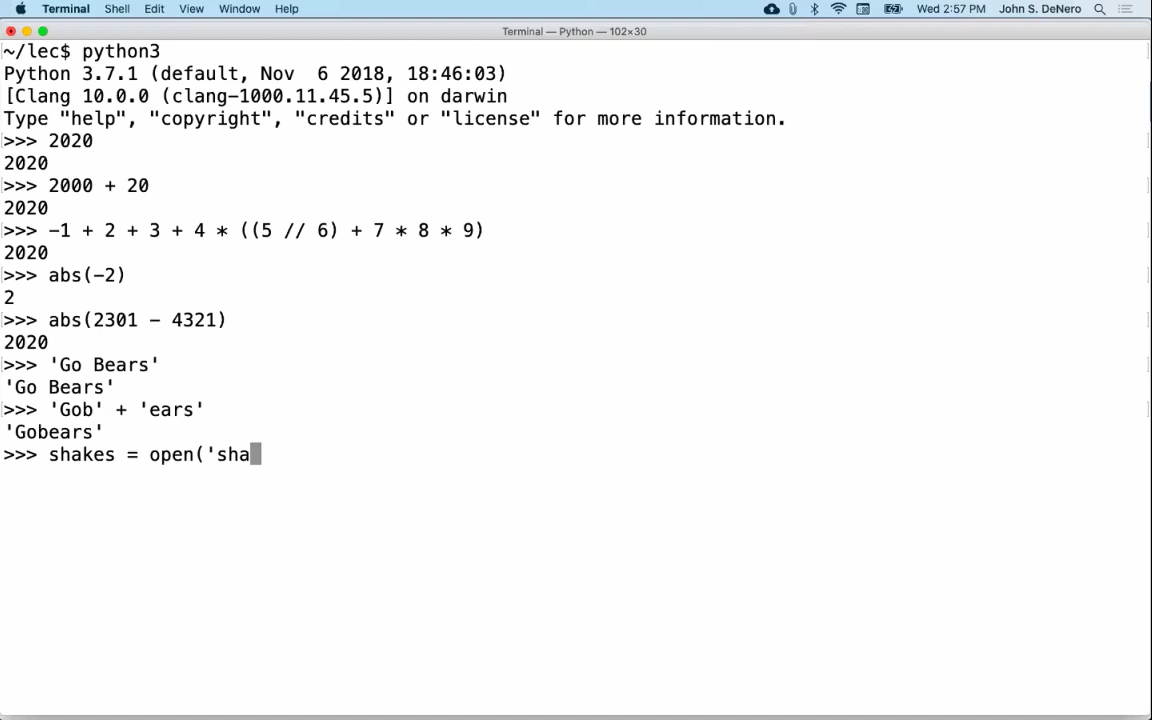 Terminal Shell Edit View Window Help Wed 2:57 PM John S. DeNero
Terminal — Python — 102×30
~/lec$ python3
Python 3.7.1 (default, Nov  6 2018, 18:46:03)
[Clang 10.0.0 (clang-1000.11.45.5)] on darwin
Type "help", "copyright", "credits" or "license" for more information.
>>> 2020
2020
>>> 2000 + 20
2020
>>> -1 + 2 + 3 + 4 * ((5 // 6) + 7 * 8 * 9)
2020
>>> abs(-2)
2
>>> abs(2301 - 4321)
2020
>>> 'Go Bears'
'Go Bears'
>>> 'Gob' + 'ears'
'Gobears'
>>> shakes = open('sha